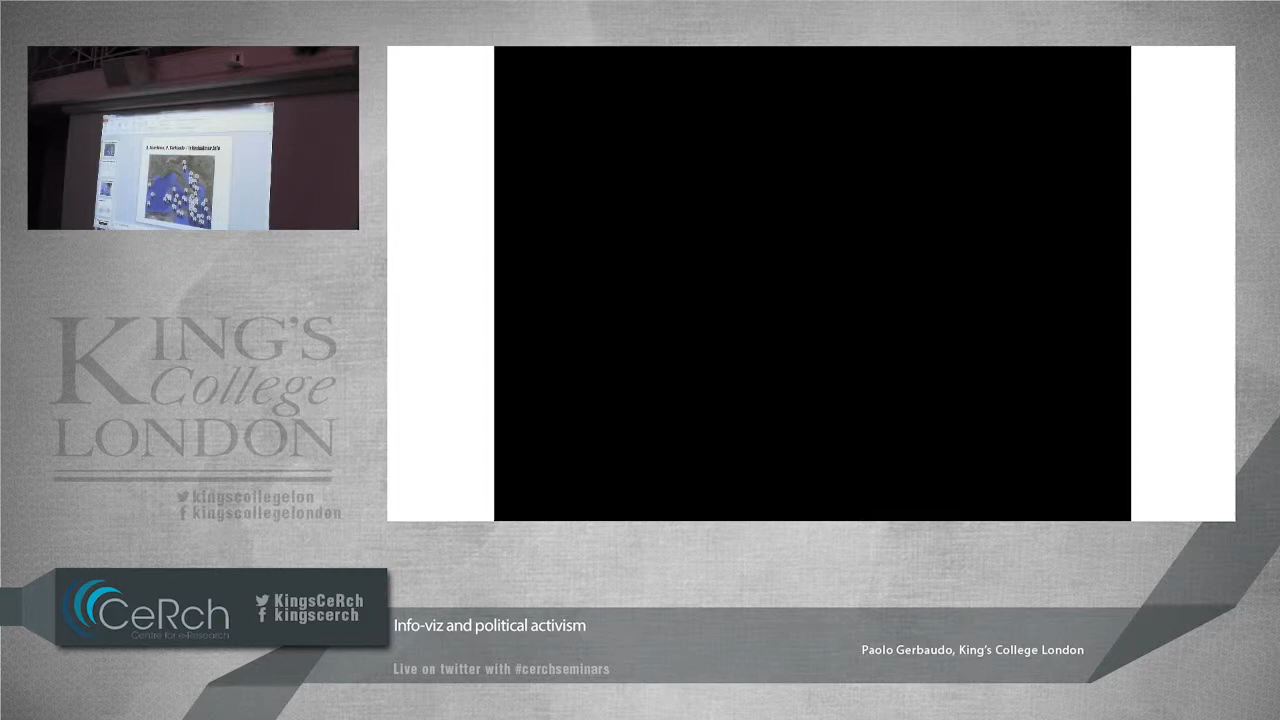 KING'S
College
LONDON
kingscollegelon
kingscollegelondon
CeRch
Centre for e-Research
KingsCeRch
kingscerch
Info-viz and political activism
Paolo Gerbaudo, King's College London
Live on twitter with #cerchseminars